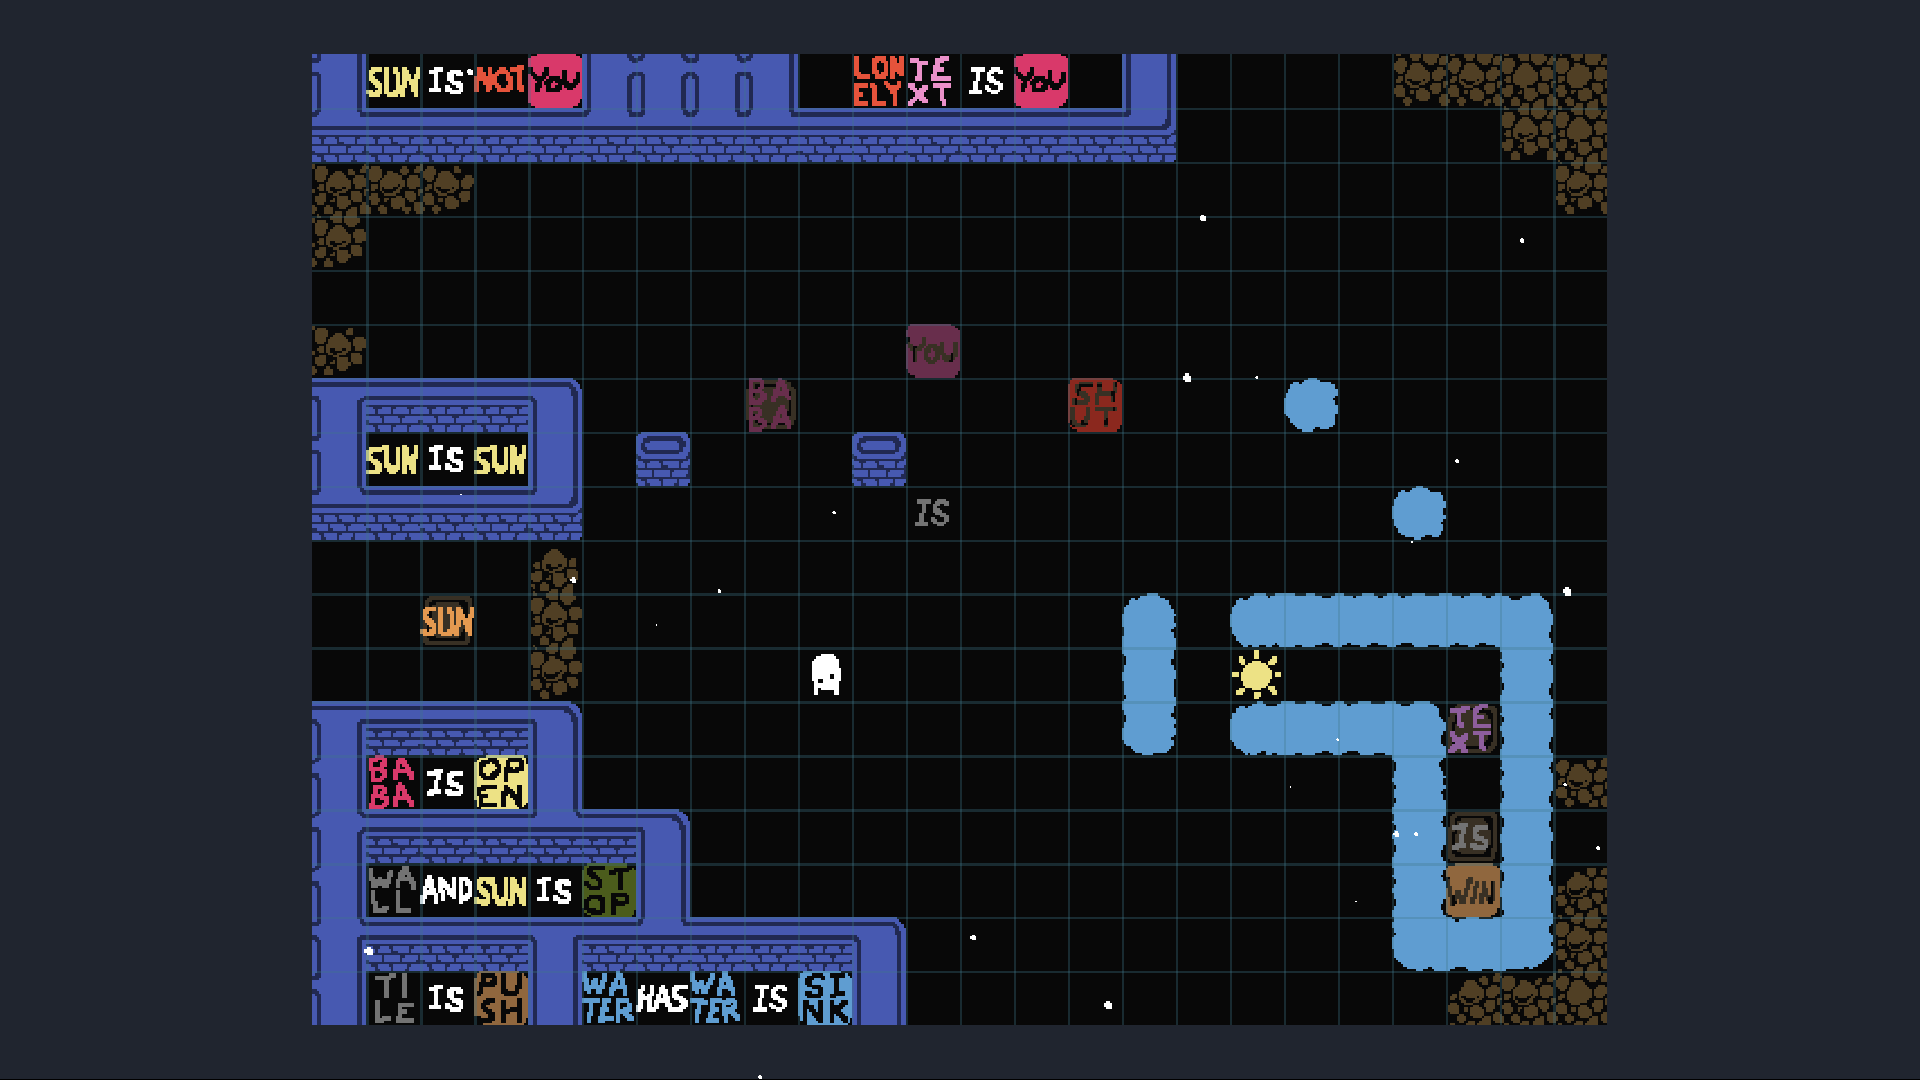 SUN IS NOT YOU
LONELY TEXT IS YOU
YOU
BABA
SHUT
SUN IS SUN
IS
SUN
TEXT
BABA IS OPEN
IS
WALL AND SUN IS STOP
WIN
TILE IS PUSH
WATER HAS WATER IS SINK